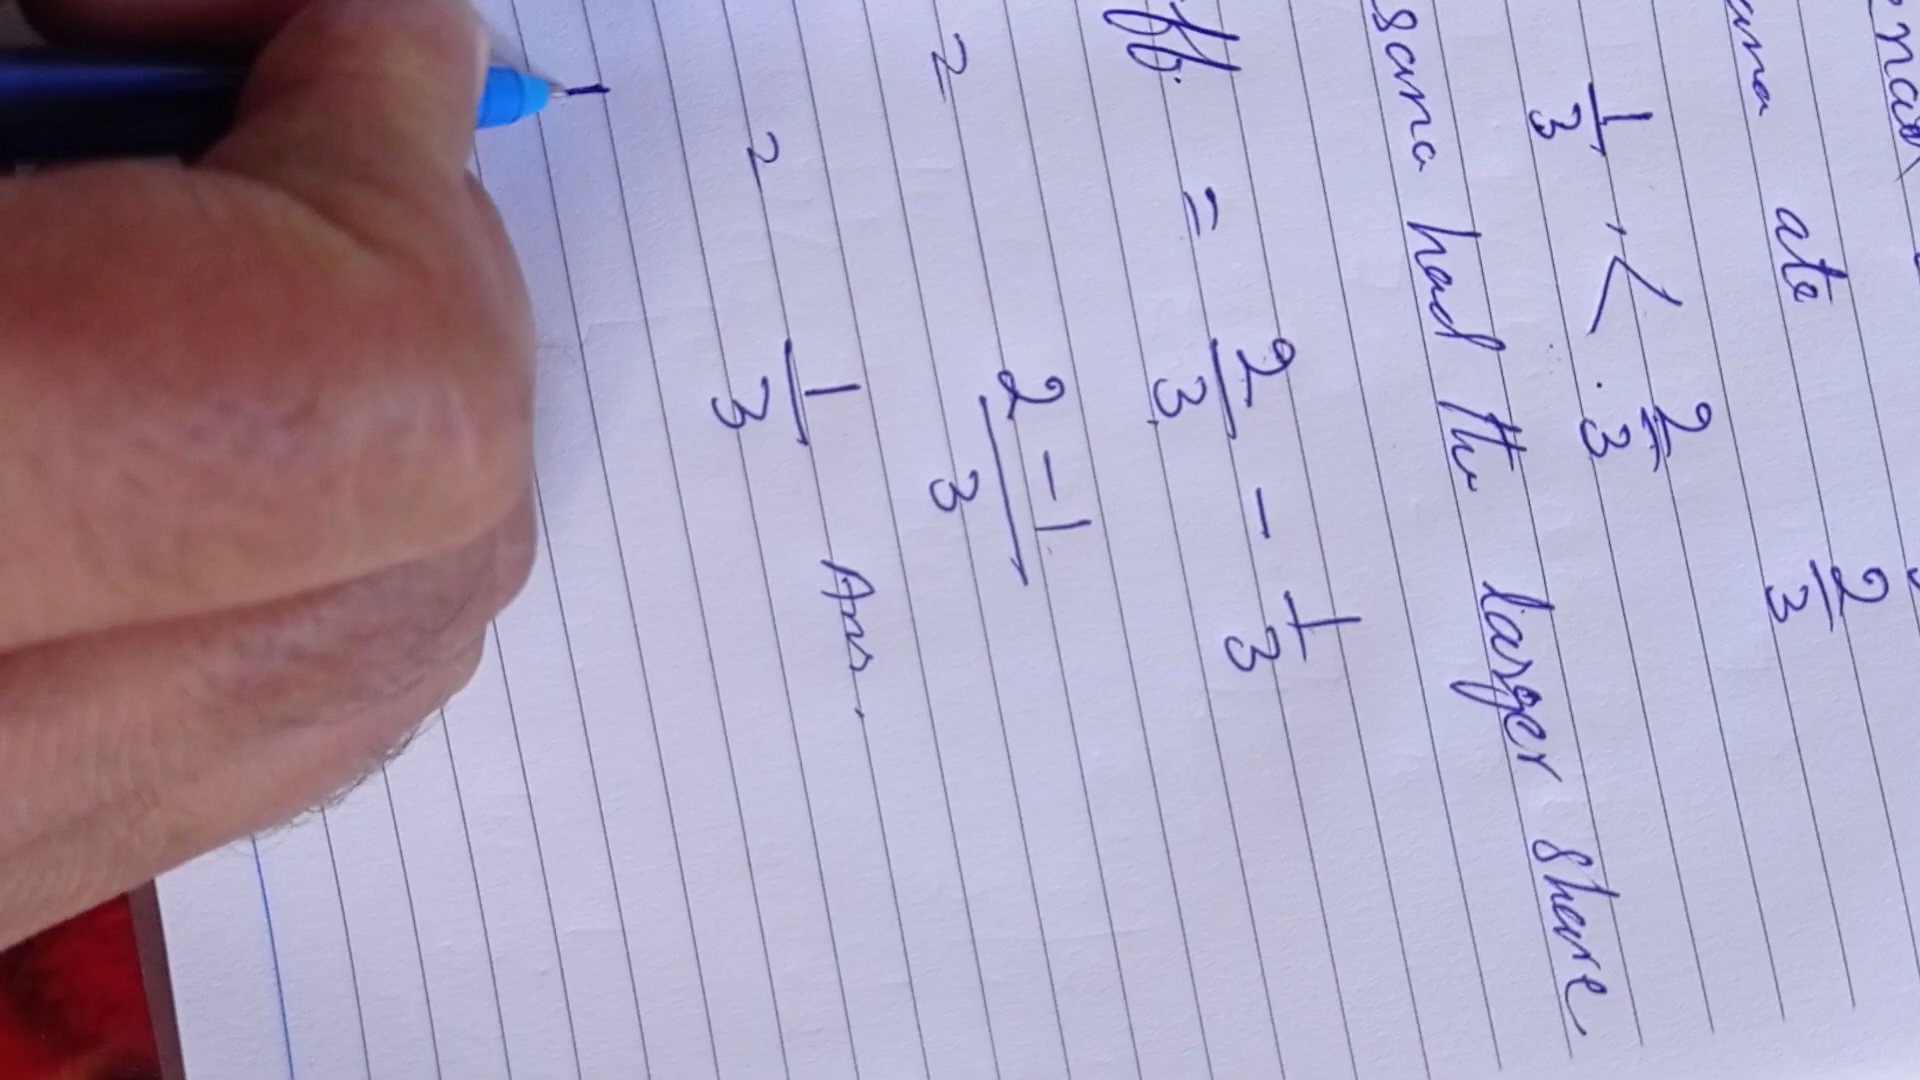 ate 2/3
1/3 < 2/3
had the larger share
= 2/3 - 1/3
= 2-1/3
= 1/3 Ans.